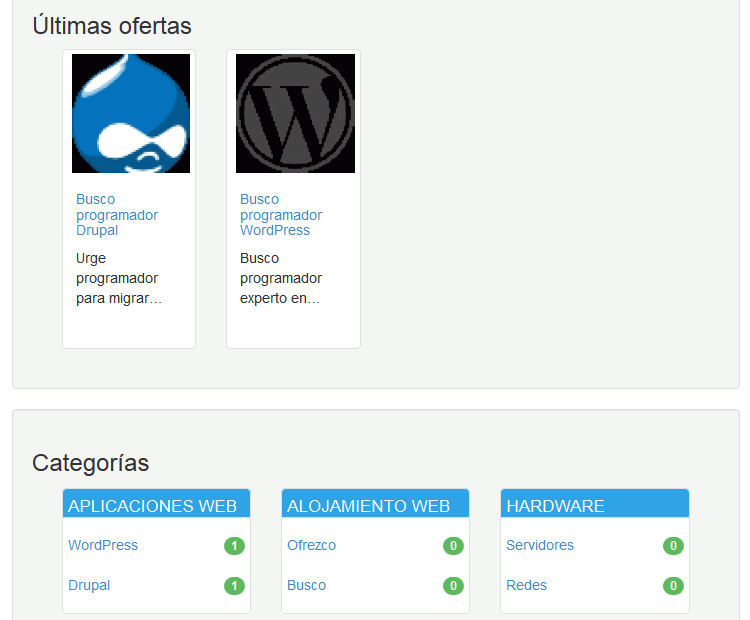 Últimas ofertas
Busco
programador
Drupal
Urge
programador
para migrar…
Busco
programador
WordPress
Busco
programador
experto en…
Categorías
APLICACIONES WEB
WordPress 1
Drupal 1
ALOJAMIENTO WEB
Ofrezco 0
Busco 0
HARDWARE
Servidores 0
Redes 0